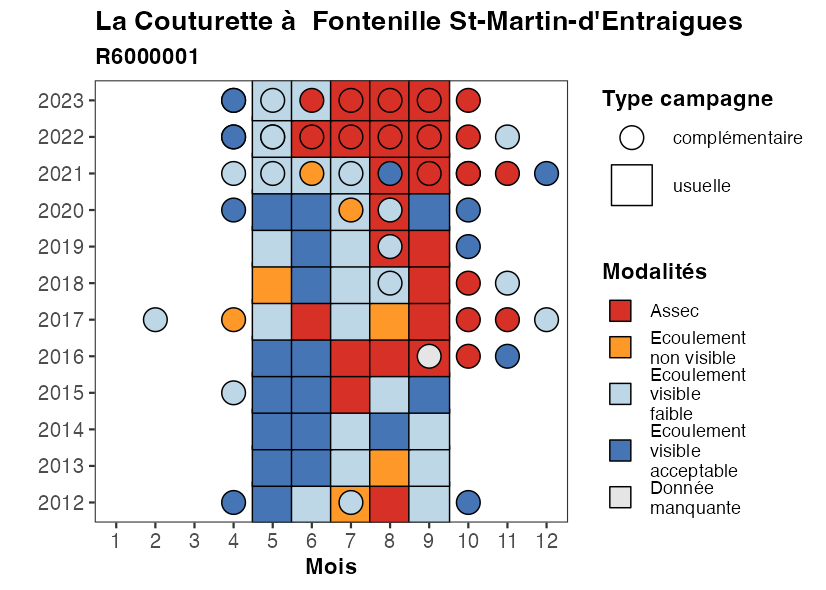 La Couturette à  Fontenille St-Martin-d'Entraigues
R6000001
2023
2022
2021
2020
2019
2018
2017
2016
2015
2014
2013
2012
1 2 3 4 5 6 7 8 9 10 11 12
Mois
Type campagne
complémentaire
usuelle
Modalités
Assec
Ecoulement
non visible
Ecoulement
visible
faible
Ecoulement
visible
acceptable
Donnée
manquante